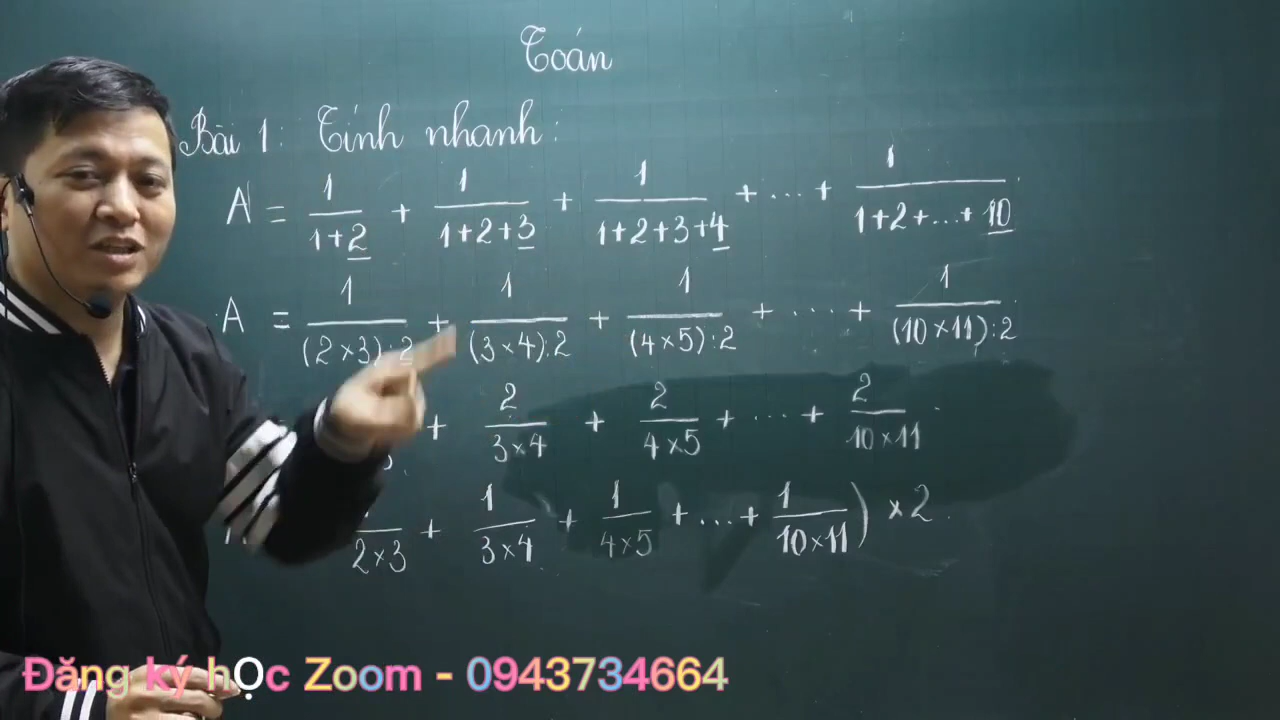 Toán
Bài 1: Tính nhanh:
A = 1/(1+2) + 1/(1+2+3) + 1/(1+2+3+4) + ... + 1/(1+2+...+10)
A = 1/((2×3):2) + 1/((3×4):2) + 1/((4×5):2) + ... + 1/((10×11):2)
+ 2/(3×4) + 2/(4×5) + ... + 2/(10×11)
1/(2×3) + 1/(3×4) + 1/(4×5) + ... + 1/(10×11)) ×2
Đăng ký học Zoom - 0943734664